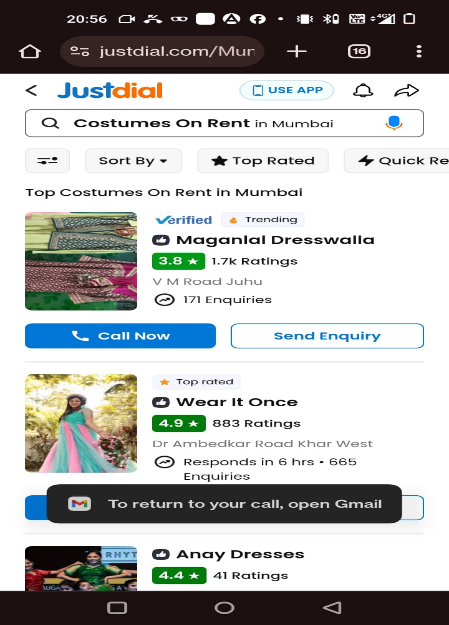 20:56
justdial.com/Mun
16
Justdial
USE APP
Costumes On Rent in Mumbai
Sort By
Top Rated
Quick Re
Top Costumes On Rent in Mumbai
Verified
Trending
Maganlal Dresswalla
3.8 ★ 1.7k Ratings
V M Road Juhu
171 Enquiries
Call Now
Send Enquiry
Top rated
Wear It Once
4.9 ★ 883 Ratings
Dr Ambedkar Road Khar West
Responds in 6 hrs • 665
Enquiries
To return to your call, open Gmail
RHYT
Anay Dresses
4.4 ★ 41 Ratings